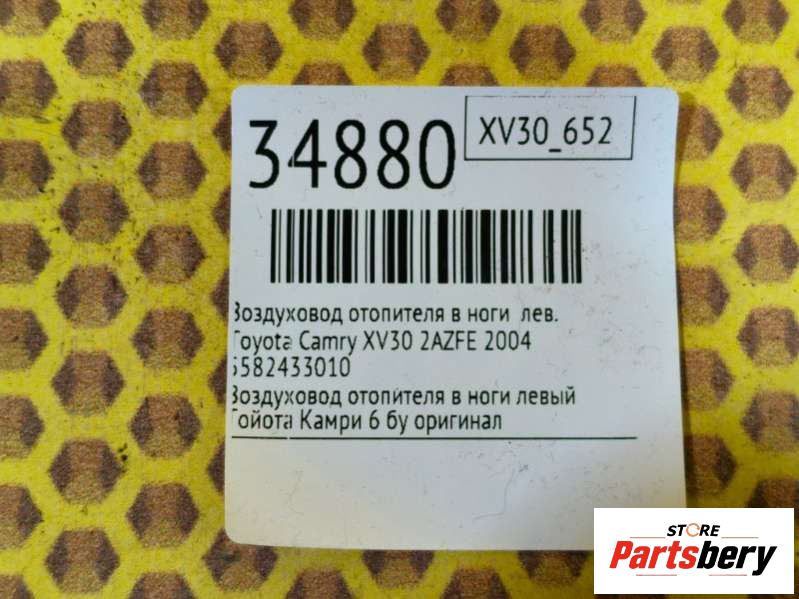 34880
XV30_652
Воздуховод отопителя в ноги лев.
Toyota Camry XV30 2AZFE 2004
5582433010
Воздуховод отопителя в ноги левый
Тойота Камри 6 бу оригинал
STORE
Partsbery